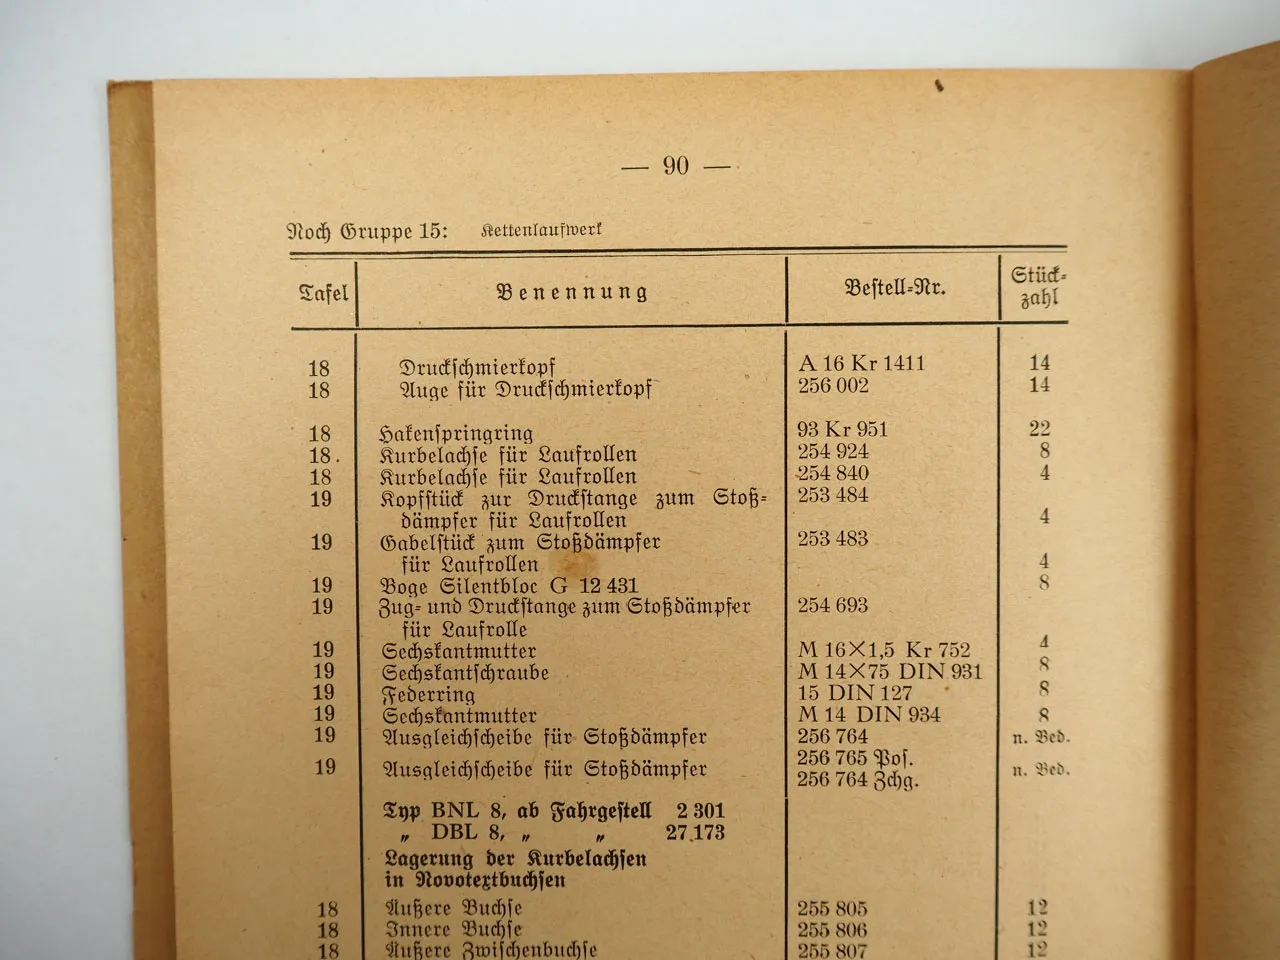 — 90 —
Noch Gruppe 15: Kettenlaufwerk
Tafel Benennung Bestell-Nr. Stück-
zahl
18 Druckschmierkopf A 16 Kr 1411 14
18 Auge für Druckschmierkopf 256 002 14
18 Hakenspringring 93 Kr 951 22
18. Kurbelachse für Laufrollen 254 924 8
18 Kurbelachse für Laufrollen 254 840 4
19 Kopfstück zur Druckstange zum Stoß- 253 484
dämpfer für Laufrollen 4
19 Gabelstück zum Stoßdämpfer 253 483
für Laufrollen 4
19 Boge Silentbloc G 12 431 8
19 Zug- und Druckstange zum Stoßdämpfer 254 693
für Laufrolle 4
19 Sechskantmutter M 16×1,5 Kr 752 8
19 Sechskantschraube M 14×75 DIN 931 8
19 Federring 15 DIN 127 8
19 Sechskantmutter M 14 DIN 934 8
19 Ausgleichscheibe für Stoßdämpfer 256 764 n. Bed.
19 Ausgleichscheibe für Stoßdämpfer 256 765 Pos. n. Bed.
256 764 Zchg.
Typ BNL 8, ab Fahrgestell 2 301
„ DBL 8, „ „ 27 173
Lagerung der Kurbelachsen
in Novotextbuchsen
18 Äußere Buchse 255 805 12
18 Innere Buchse 255 806 12
18 Äußere Zwischenbuchse 255 807 12